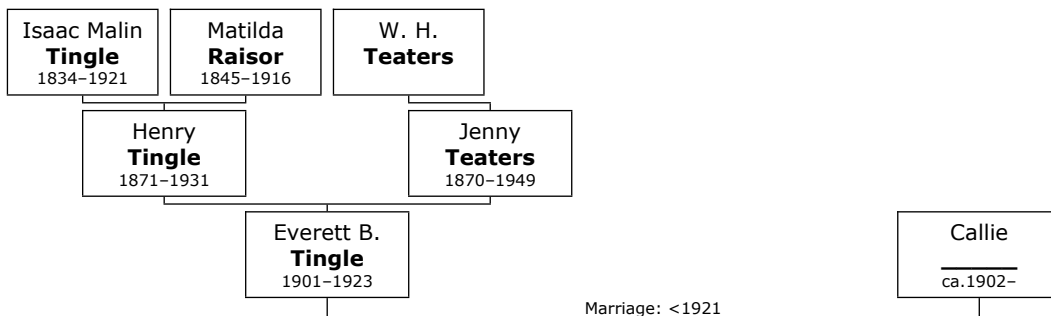 Isaac Malin
Tingle
1834–1921
Matilda
Raisor
1845–1916
W. H.
Teaters
Henry
Tingle
1871–1931
Jenny
Teaters
1870–1949
Everett B.
Tingle
1901–1923
Callie
ca.1902–
Marriage: <1921